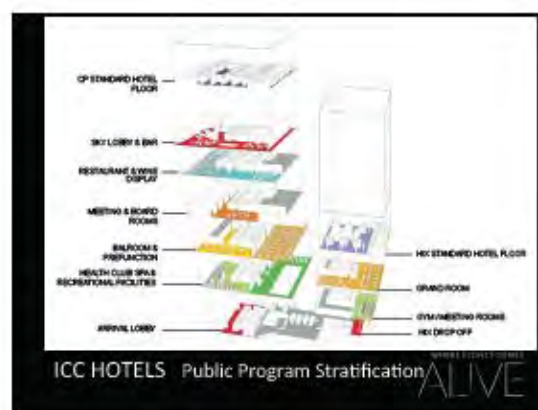 CP STANDARD HOTEL
FLOOR
SKY LOBBY & BAR
RESTAURANT & WINE
DISPLAY
MEETING & BOARD
ROOMS
BALROOM &
PREFUNCTION
HEALTH CLUB SPA &
RECREATIONAL FACILITIES
ARRIVAL LOBBY
HIX STANDARD HOTEL FLOOR
GRAND ROOM
GYM/MEETING ROOMS
HIX DROP OFF
ICC HOTELS Public Program Stratification
ALIVE